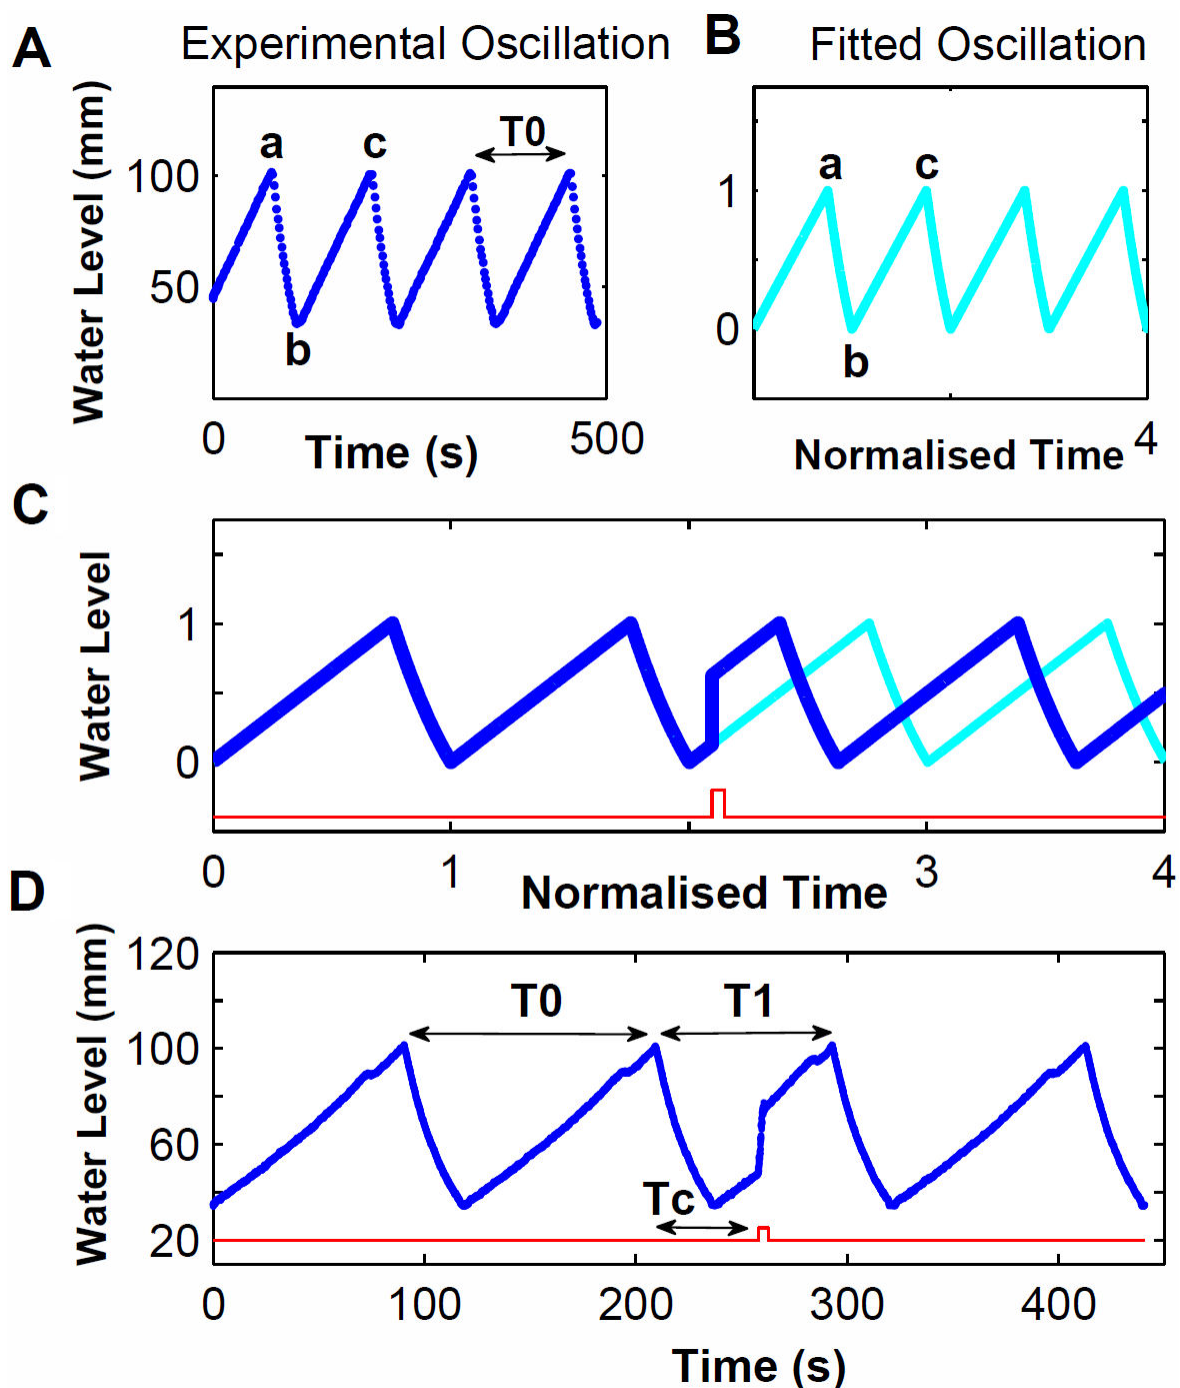 A
Experimental Oscillation
Water Level (mm)
100
50
a
c
T0
b
0
500
Time (s)
B
Fitted Oscillation
1
0
a
c
b
Normalised Time
4
C
Water Level
1
0
0
1
3
4
Normalised Time
D
Water Level (mm)
120
100
60
20
T0
T1
Tc
0
100
200
300
400
Time (s)